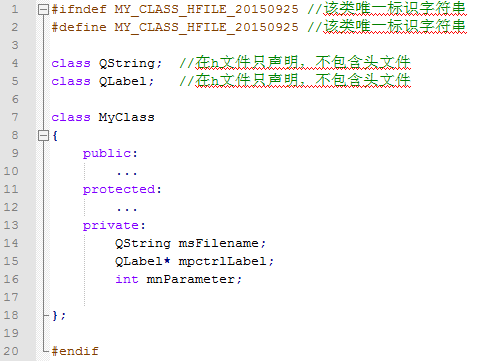 1 #ifndef MY_CLASS_HFILE_20150925 //该类唯一标识字符串
2 #define MY_CLASS_HFILE_20150925 //该类唯一标识字符串
3
4 class QString;  //在h文件只声明，不包含头文件
5 class QLabel;   //在h文件只声明，不包含头文件
6
7 class MyClass
8 {
9     public:
10         ...
11     protected:
12         ...
13     private:
14         QString msFilename;
15         QLabel* mpctrlLabel;
16         int mnParameter;
17
18 };
19
20 #endif